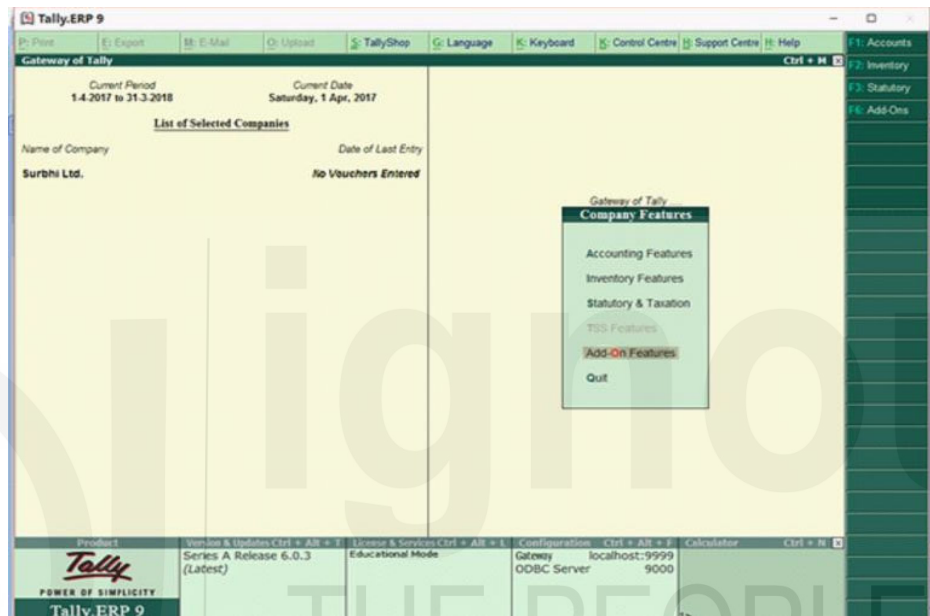 Tally.ERP 9
P: Print E: Export M: E-Mail O: Upload S: TallyShop G: Language K: Keyboard K: Control Centre H: Support Centre H: Help
F1: Accounts
F2: Inventory
F3: Statutory
F6: Add-Ons
Gateway of Tally Ctrl + M
Current Period Current Date
1-4-2017 to 31-3-2018 Saturday, 1 Apr, 2017
List of Selected Companies
Name of Company Date of Last Entry
Surbhi Ltd. No Vouchers Entered
Gateway of Tally ....
Company Features
Accounting Features
Inventory Features
Statutory & Taxation
TSS Features
Add-On Features
Quit
ignou
Product Version & Updates Ctrl + Alt + T License & Services Ctrl + Alt + L Configuration Ctrl + Alt + F Calculator Ctrl + N
Tally
POWER OF SIMPLICITY
Tally.ERP 9
Series A Release 6.0.3
(Latest)
Educational Mode
Gateway localhost:9999
ODBC Server 9000
THE PEOPLE